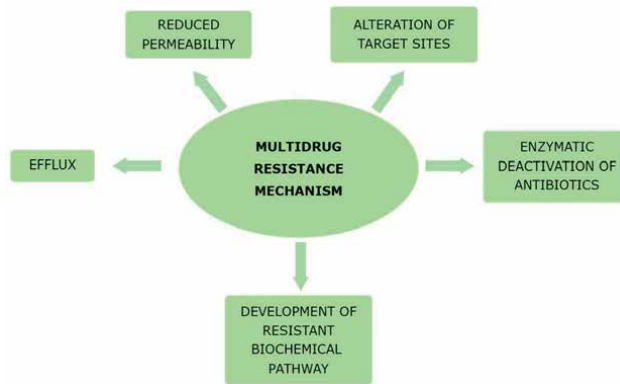 REDUCED
PERMEABILITY
ALTERATION OF
TARGET SITES
EFFLUX
MULTIDRUG
RESISTANCE
MECHANISM
ENZYMATIC
DEACTIVATION OF
ANTIBIOTICS
DEVELOPMENT OF
RESISTANT
BIOCHEMICAL
PATHWAY